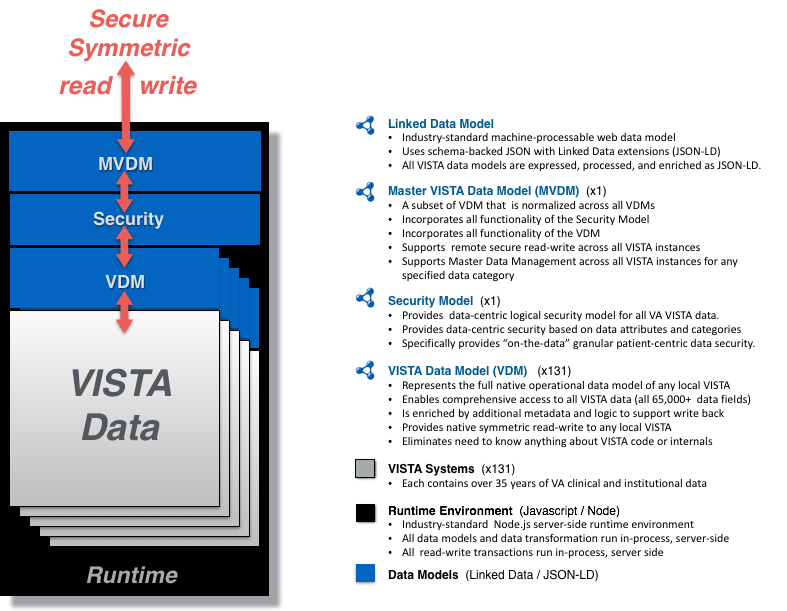 Secure
Symmetric
read write
MVDM
Security
VDM
VISTA
Data
Runtime
Linked Data Model
• Industry-standard machine-processable web data model
• Uses schema-backed JSON with Linked Data extensions (JSON-LD)
• All VISTA data models are expressed, processed, and enriched as JSON-LD.
Master VISTA Data Model (MVDM) (x1)
• A subset of VDM that is normalized across all VDMs
• Incorporates all functionality of the Security Model
• Incorporates all functionality of the VDM
• Supports remote secure read-write across all VISTA instances
• Supports Master Data Management across all VISTA instances for any
specified data category
Security Model (x1)
• Provides data-centric logical security model for all VA VISTA data.
• Provides data-centric security based on data attributes and categories
• Specifically provides “on-the-data” granular patient-centric data security.
VISTA Data Model (VDM) (x131)
• Represents the full native operational data model of any local VISTA
• Enables comprehensive access to all VISTA data (all 65,000+ data fields)
• Is enriched by additional metadata and logic to support write back
• Provides native symmetric read-write to any local VISTA
• Eliminates need to know anything about VISTA code or internals
VISTA Systems (x131)
• Each contains over 35 years of VA clinical and institutional data
Runtime Environment (Javascript / Node)
• Industry-standard Node.js server-side runtime environment
• All data models and data transformation run in-process, server-side
• All read-write transactions run in-process, server side
Data Models (Linked Data / JSON-LD)